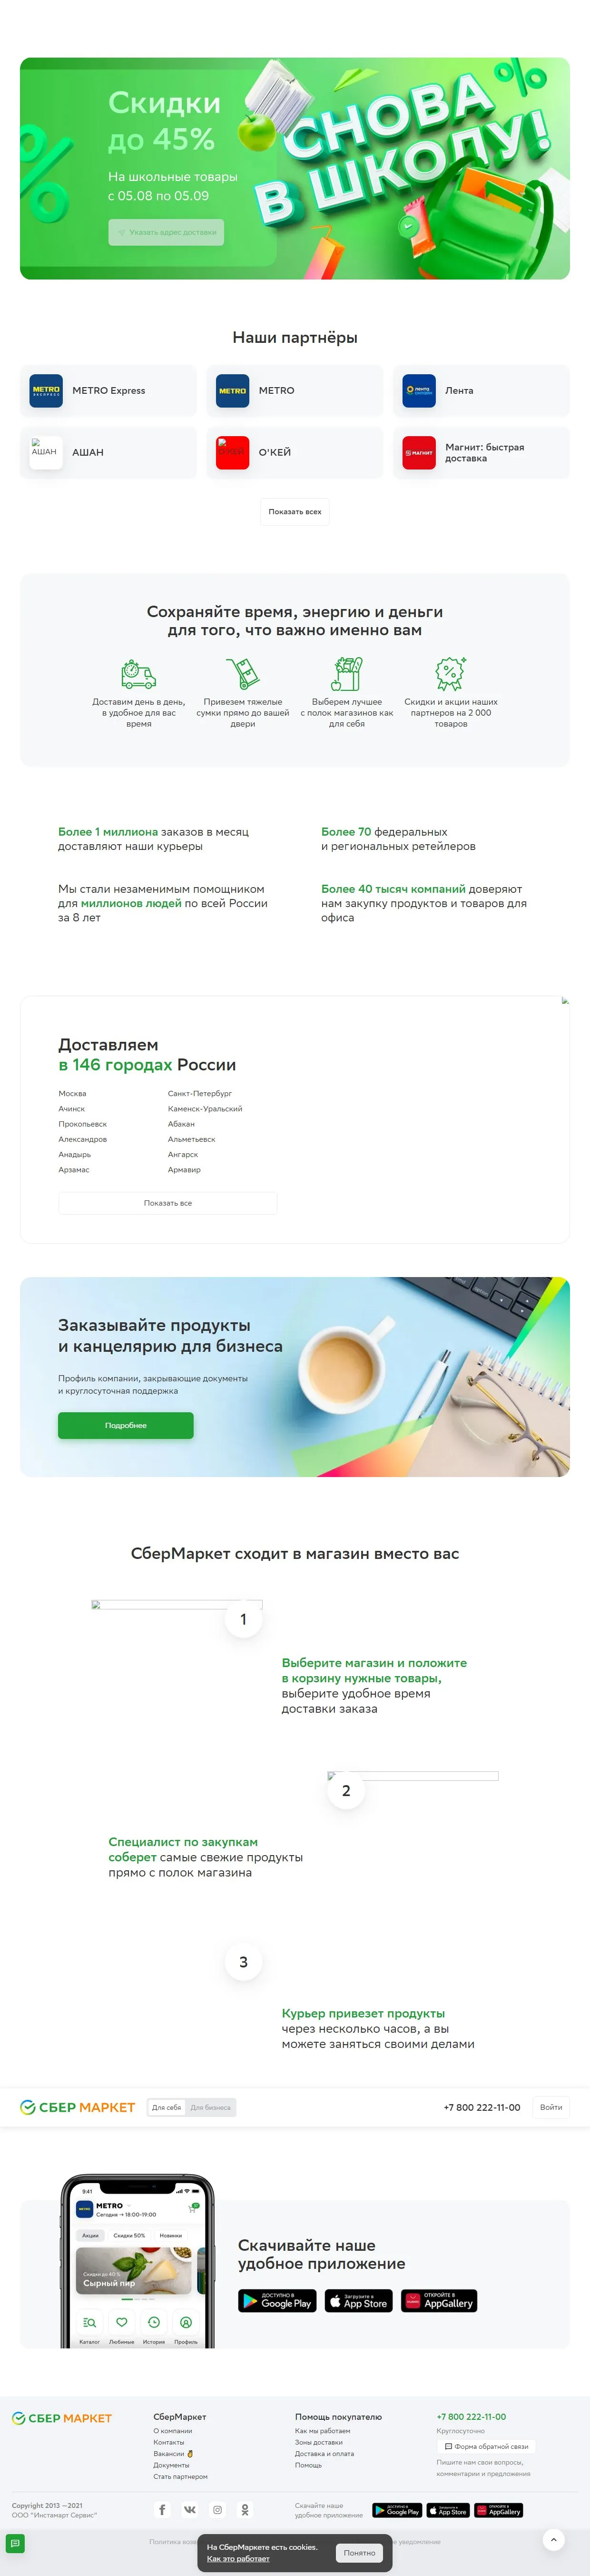 Скидки
до 45%
На школьные товары
с 05.08 по 05.09
Указать адрес доставки
СНОВА
В ШКОЛУ!
Наши партнёры
METRO
ЭКСПРЕСС
METRO Express
METRO
METRO
ЛЕНТА
Лента
АШАН
АШАН
О'КЕЙ
О'КЕЙ
МАГНИТ
Магнит: быстрая
доставка
Показать всех
Сохраняйте время, энергию и деньги
для того, что важно именно вам
Доставим день в день,
в удобное для вас
время
Привезем тяжелые
сумки прямо до вашей
двери
Выберем лучшее
с полок магазинов как
для себя
Скидки и акции наших
партнеров на 2 000
товаров
Более 1 миллиона заказов в месяц
доставляют наши курьеры
Более 70 федеральных
и региональных ретейлеров
Мы стали незаменимым помощником
для миллионов людей по всей России
за 8 лет
Более 40 тысяч компаний доверяют
нам закупку продуктов и товаров для
офиса
Доставляем
в 146 городах России
Москва
Ачинск
Прокопьевск
Александров
Анадырь
Арзамас
Санкт-Петербург
Каменск-Уральский
Абакан
Альметьевск
Ангарск
Армавир
Показать все
Заказывайте продукты
и канцелярию для бизнеса
Профиль компании, закрывающие документы
и круглосуточная поддержка
Подробнее
СберМаркет сходит в магазин вместо вас
1
Выберите магазин и положите
в корзину нужные товары,
выберите удобное время
доставки заказа
2
Специалист по закупкам
соберет самые свежие продукты
прямо с полок магазина
3
Курьер привезет продукты
через несколько часов, а вы
можете заняться своими делами
СБЕР МАРКЕТ
Для себя
Для бизнеса
+7 800 222-11-00
Войти
9:41
METRO
METRO
Сегодня → 18:00-19:00
Акции
Скидки 50%
Новинки
Скидки до 40%
Сырный пир
Каталог
Любимые
История
Профиль
Скачивайте наше
удобное приложение
ДОСТУПНО В
Google Play
Загрузите в
App Store
ОТКРОЙТЕ В
AppGallery
СБЕР МАРКЕТ
СберМаркет
О компании
Контакты
Вакансии ✌
Документы
Стать партнером
Помощь покупателю
Как мы работаем
Зоны доставки
Доставка и оплата
Помощь
+7 800 222-11-00
Круглосуточно
Форма обратной связи
Пишите нам свои вопросы,
комментарии и предложения
Copyright 2013 —2021
ООО "Инстамарт Сервис"
Скачивайте наше
удобное приложение
ДОСТУПНО В
Google Play
Загрузите в
App Store
ОТКРОЙТЕ В
AppGallery
Политика
уведомление
На СберМаркете есть cookies.
Как это работает
Понятно